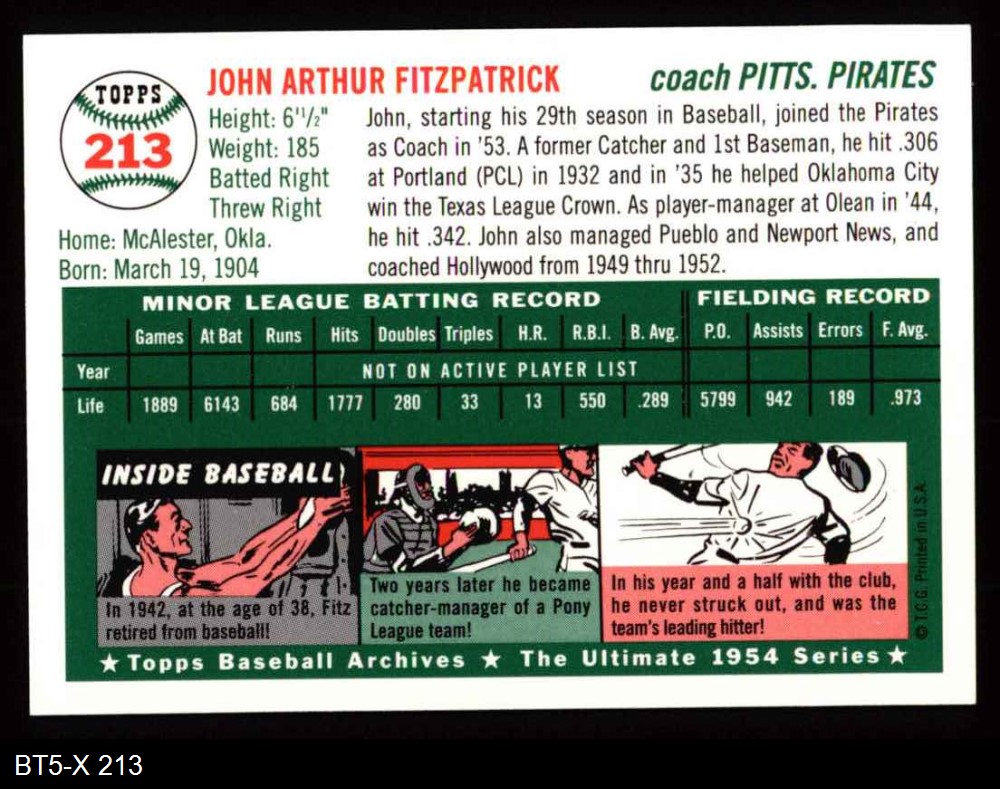 TOPPS
213
JOHN ARTHUR FITZPATRICK
coach PITTS. PIRATES
Height: 6'1/2"
Weight: 185
Batted Right
Threw Right
Home: McAlester, Okla.
Born: March 19, 1904
John, starting his 29th season in Baseball, joined the Pirates
as Coach in '53. A former Catcher and 1st Baseman, he hit .306
at Portland (PCL) in 1932 and in '35 he helped Oklahoma City
win the Texas League Crown. As player-manager at Olean in '44,
he hit .342. John also managed Pueblo and Newport News, and
coached Hollywood from 1949 thru 1952.
MINOR LEAGUE BATTING RECORD FIELDING RECORD
Games At Bat Runs Hits Doubles Triples H.R. R.B.I. B. Avg. P.O. Assists Errors F. Avg.
Year NOT ON ACTIVE PLAYER LIST
Life 1889 6143 684 1777 280 33 13 550 .289 5799 942 189 .973
INSIDE BASEBALL
In 1942, at the age of 38, Fitz
retired from baseball!
Two years later he became
catcher-manager of a Pony
League team!
In his year and a half with the club,
he never struck out, and was the
team's leading hitter!
© T.C.G. Printed in U.S.A.
★ Topps Baseball Archives ★ The Ultimate 1954 Series ★
BT5-X 213